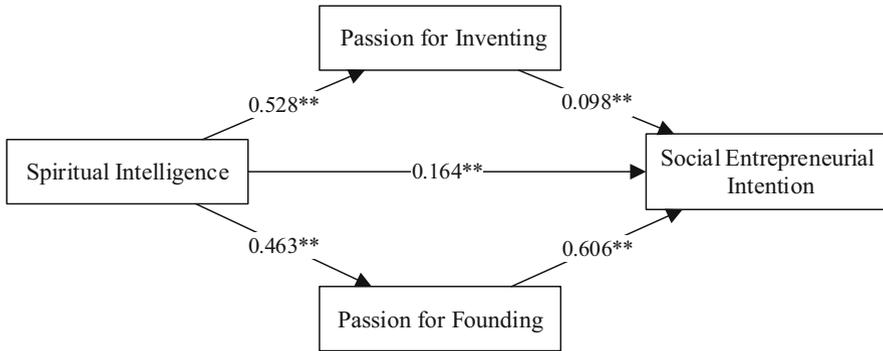 Passion for Inventing
0.528**
0.098**
Spiritual Intelligence
0.164**
Social Entrepreneurial
Intention
0.463**
0.606**
Passion for Founding